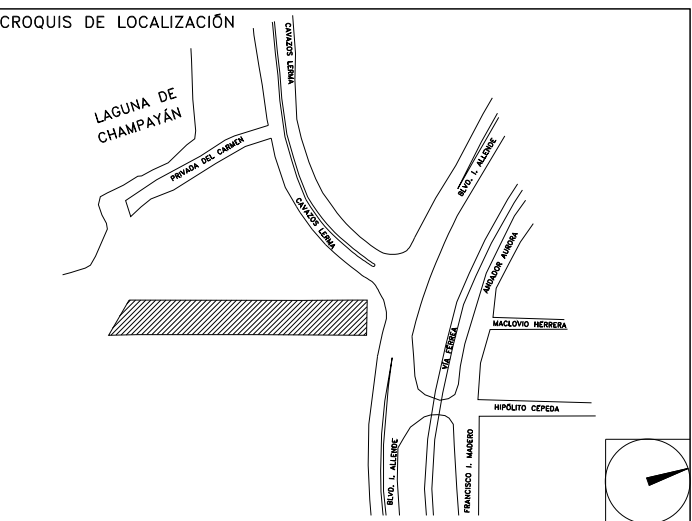 CROQUIS DE LOCALIZACIÓN
CAVAZOS LERMA
LAGUNA DE
CHAMPAYÁN
PRIVADA DEL CARMEN
BLVD. I. ALLENDE
CAVAZOS LERMA
ANDADOR AURORA
MACLOVIO HERRERA
VÍA FERREA
HIPÓLITO CEPEDA
BLVD. I. ALLENDE
FRANCISCO I. MADERO